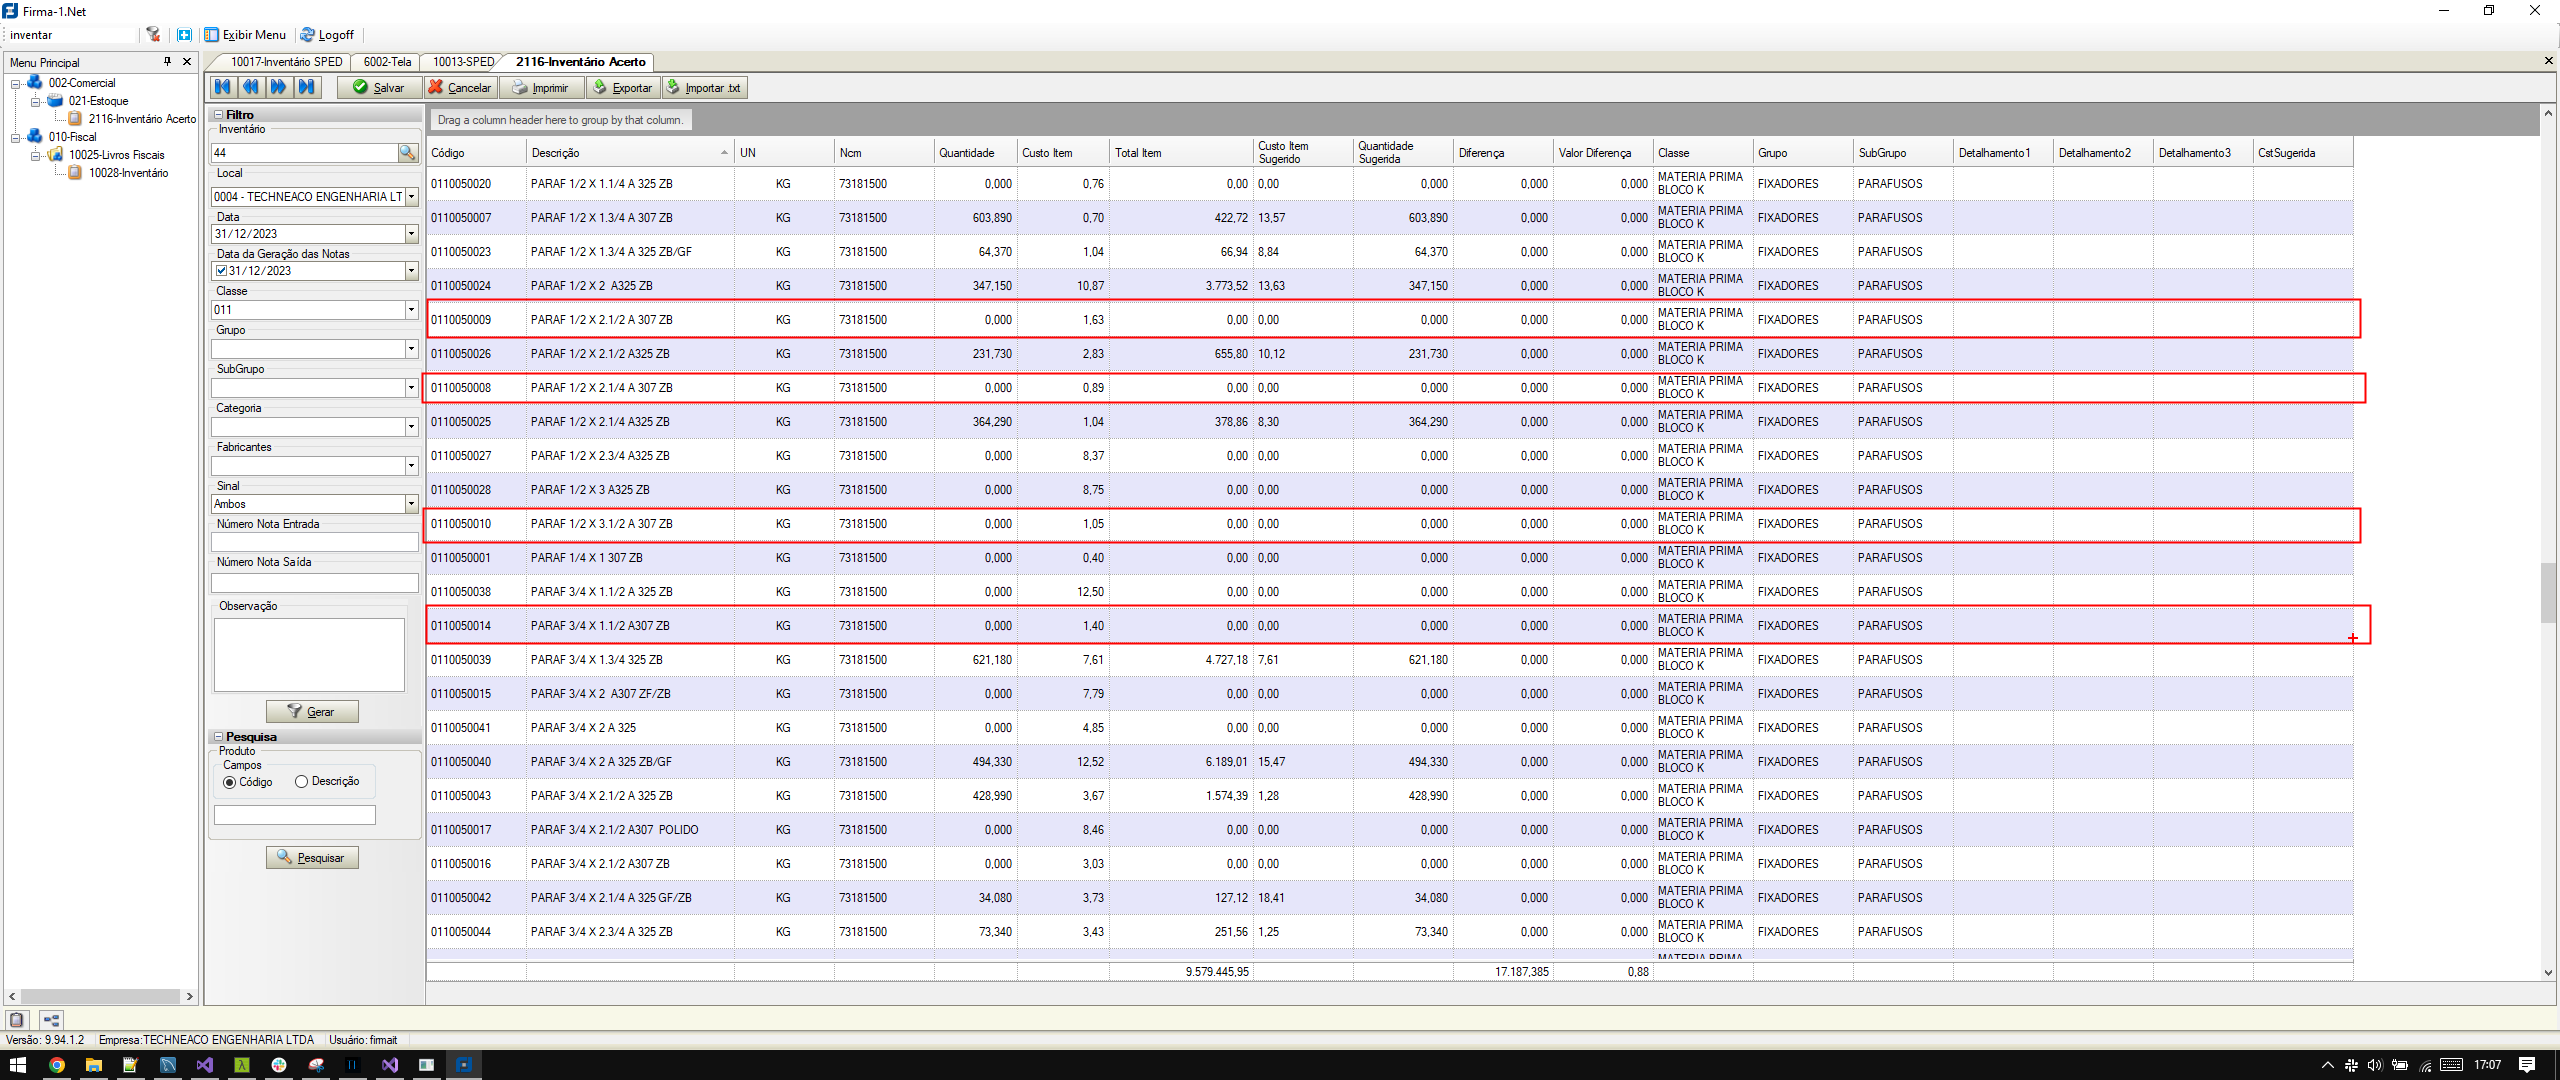 Firma-1.Net
inventar Exibir Menu Logoff
Menu Principal
002-Comercial
021-Estoque
2116-Inventário Acerto
010-Fiscal
10025-Livros Fiscais
10028-Inventário
10017-Inventário SPED 6002-Tela 10013-SPED 2116-Inventário Acerto
Salvar Cancelar Imprimir Exportar Importar .txt
Filtro
Inventário
44
Local
0004 - TECHNEACO ENGENHARIA LT
Data
31/12/2023
Data da Geração das Notas
31/12/2023
Classe
011
Grupo
SubGrupo
Categoria
Fabricantes
Sinal
Ambos
Número Nota Entrada
Número Nota Saída
Observação
Gerar
Pesquisa
Produto
Campos
Código Descrição
Pesquisar
Drag a column header here to group by that column.
Código Descrição UN Ncm Quantidade Custo Item Total Item Custo Item Sugerido Quantidade Sugerida Diferença Valor Diferença Classe Grupo SubGrupo Detalhamento1 Detalhamento2 Detalhamento3 CstSugerida
0110050020 PARAF 1/2 X 1.1/4 A 325 ZB KG 73181500 0,000 0,76 0,00 0,00 0,000 0,000 0,000 MATERIA PRIMA BLOCO K FIXADORES PARAFUSOS
0110050007 PARAF 1/2 X 1.3/4 A 307 ZB KG 73181500 603,890 0,70 422,72 13,57 603,890 0,000 0,000 MATERIA PRIMA BLOCO K FIXADORES PARAFUSOS
0110050023 PARAF 1/2 X 1.3/4 A 325 ZB/GF KG 73181500 64,370 1,04 66,94 8,84 64,370 0,000 0,000 MATERIA PRIMA BLOCO K FIXADORES PARAFUSOS
0110050024 PARAF 1/2 X 2 A325 ZB KG 73181500 347,150 10,87 3.773,52 13,63 347,150 0,000 0,000 MATERIA PRIMA BLOCO K FIXADORES PARAFUSOS
0110050009 PARAF 1/2 X 2.1/2 A 307 ZB KG 73181500 0,000 1,63 0,00 0,00 0,000 0,000 0,000 MATERIA PRIMA BLOCO K FIXADORES PARAFUSOS
0110050026 PARAF 1/2 X 2.1/2 A325 ZB KG 73181500 231,730 2,83 655,80 10,12 231,730 0,000 0,000 MATERIA PRIMA BLOCO K FIXADORES PARAFUSOS
0110050008 PARAF 1/2 X 2.1/4 A 307 ZB KG 73181500 0,000 0,89 0,00 0,00 0,000 0,000 0,000 MATERIA PRIMA BLOCO K FIXADORES PARAFUSOS
0110050025 PARAF 1/2 X 2.1/4 A325 ZB KG 73181500 364,290 1,04 378,86 8,30 364,290 0,000 0,000 MATERIA PRIMA BLOCO K FIXADORES PARAFUSOS
0110050027 PARAF 1/2 X 2.3/4 A325 ZB KG 73181500 0,000 8,37 0,00 0,00 0,000 0,000 0,000 MATERIA PRIMA BLOCO K FIXADORES PARAFUSOS
0110050028 PARAF 1/2 X 3 A325 ZB KG 73181500 0,000 8,75 0,00 0,00 0,000 0,000 0,000 MATERIA PRIMA BLOCO K FIXADORES PARAFUSOS
0110050010 PARAF 1/2 X 3.1/2 A 307 ZB KG 73181500 0,000 1,05 0,00 0,00 0,000 0,000 0,000 MATERIA PRIMA BLOCO K FIXADORES PARAFUSOS
0110050001 PARAF 1/4 X 1 307 ZB KG 73181500 0,000 0,40 0,00 0,00 0,000 0,000 0,000 MATERIA PRIMA BLOCO K FIXADORES PARAFUSOS
0110050038 PARAF 3/4 X 1.1/2 A 325 ZB KG 73181500 0,000 12,50 0,00 0,00 0,000 0,000 0,000 MATERIA PRIMA BLOCO K FIXADORES PARAFUSOS
0110050014 PARAF 3/4 X 1.1/2 A307 ZB KG 73181500 0,000 1,40 0,00 0,00 0,000 0,000 0,000 MATERIA PRIMA BLOCO K FIXADORES PARAFUSOS
0110050039 PARAF 3/4 X 1.3/4 325 ZB KG 73181500 621,180 7,61 4.727,18 7,61 621,180 0,000 0,000 MATERIA PRIMA BLOCO K FIXADORES PARAFUSOS
0110050015 PARAF 3/4 X 2 A307 ZF/ZB KG 73181500 0,000 7,79 0,00 0,00 0,000 0,000 0,000 MATERIA PRIMA BLOCO K FIXADORES PARAFUSOS
0110050041 PARAF 3/4 X 2 A 325 KG 73181500 0,000 4,85 0,00 0,00 0,000 0,000 0,000 MATERIA PRIMA BLOCO K FIXADORES PARAFUSOS
0110050040 PARAF 3/4 X 2 A 325 ZB/GF KG 73181500 494,330 12,52 6.189,01 15,47 494,330 0,000 0,000 MATERIA PRIMA BLOCO K FIXADORES PARAFUSOS
0110050043 PARAF 3/4 X 2.1/2 A 325 ZB KG 73181500 428,990 3,67 1.574,39 1,28 428,990 0,000 0,000 MATERIA PRIMA BLOCO K FIXADORES PARAFUSOS
0110050017 PARAF 3/4 X 2.1/2 A307 POLIDO KG 73181500 0,000 8,46 0,00 0,00 0,000 0,000 0,000 MATERIA PRIMA BLOCO K FIXADORES PARAFUSOS
0110050016 PARAF 3/4 X 2.1/2 A307 ZB KG 73181500 0,000 3,03 0,00 0,00 0,000 0,000 0,000 MATERIA PRIMA BLOCO K FIXADORES PARAFUSOS
0110050042 PARAF 3/4 X 2.1/4 A 325 GF/ZB KG 73181500 34,080 3,73 127,12 18,41 34,080 0,000 0,000 MATERIA PRIMA BLOCO K FIXADORES PARAFUSOS
0110050044 PARAF 3/4 X 2.3/4 A 325 ZB KG 73181500 73,340 3,43 251,56 1,25 73,340 0,000 0,000 MATERIA PRIMA BLOCO K FIXADORES PARAFUSOS
MATERIA PRIMA
9.579.445,95 17.187,385 0,88
Versão: 9.94.1.2 Empresa:TECHNEACO ENGENHARIA LTDA Usuário: firmait
17:07